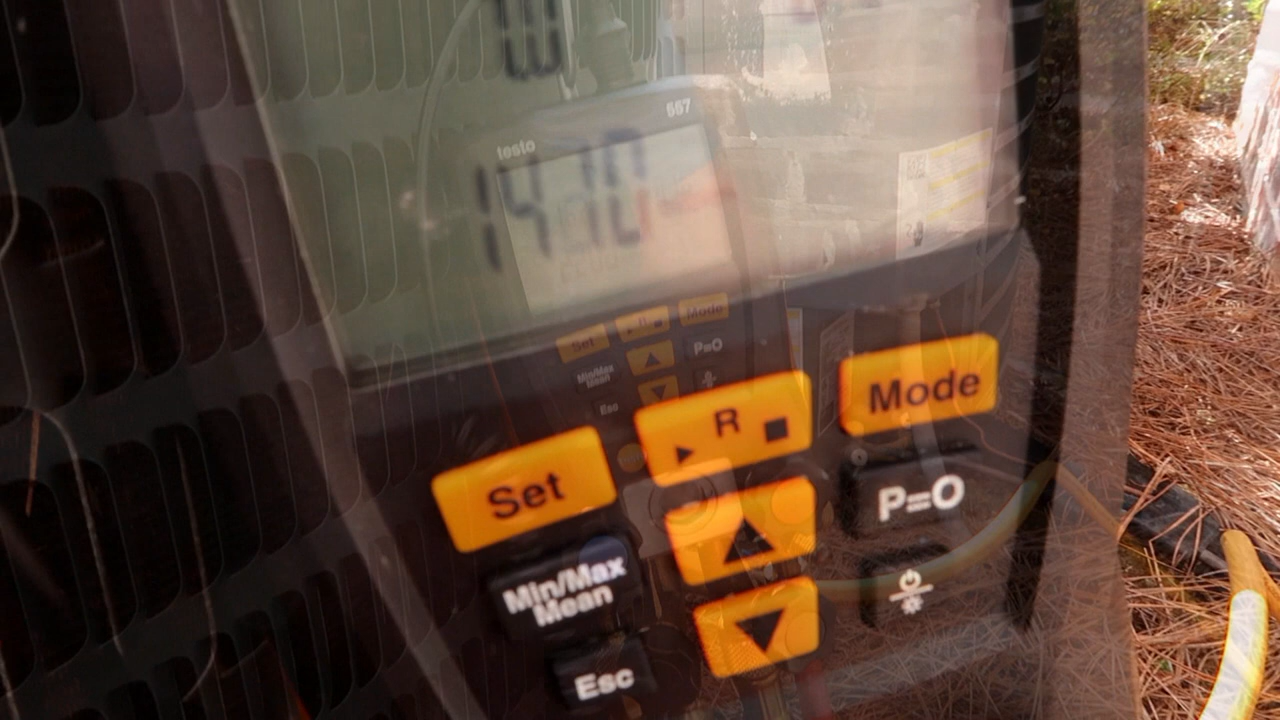 557
testo
Set R Mode
Min/Max
Mean
P=O
Esc
R Mode
Set
P=O
Min/Max
Mean
Esc